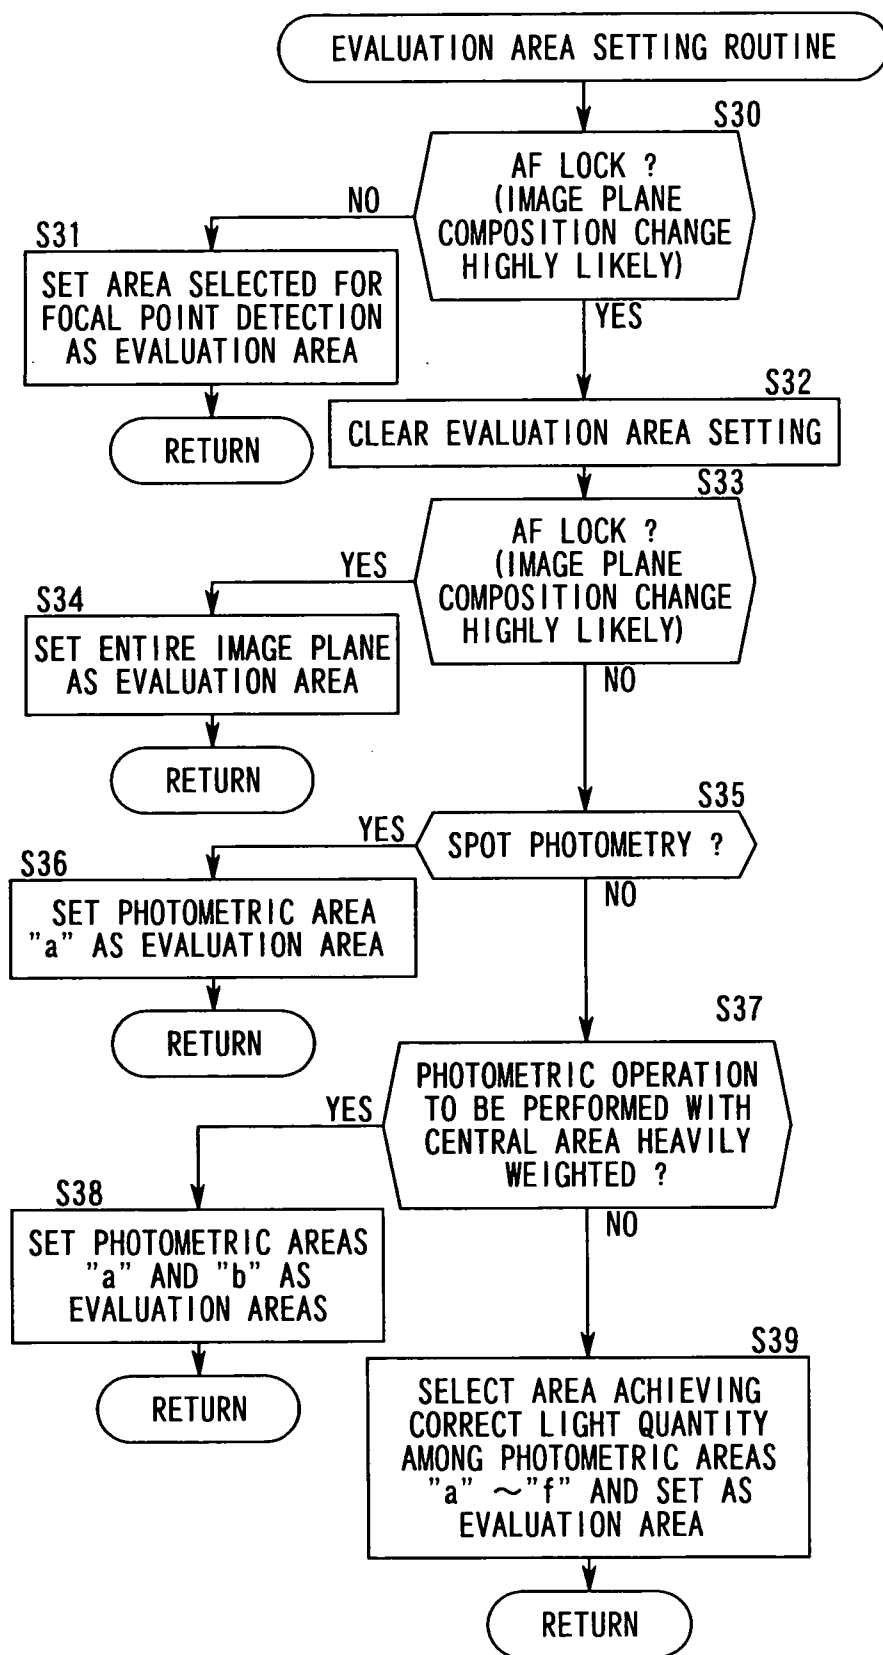 EVALUATION AREA SETTING ROUTINE
S30
AF LOCK ?
(IMAGE PLANE
COMPOSITION CHANGE
HIGHLY LIKELY)
NO
YES
S31
SET AREA SELECTED FOR
FOCAL POINT DETECTION
AS EVALUATION AREA
RETURN
S32
CLEAR EVALUATION AREA SETTING
S33
AF LOCK ?
(IMAGE PLANE
COMPOSITION CHANGE
HIGHLY LIKELY)
YES
NO
S34
SET ENTIRE IMAGE PLANE
AS EVALUATION AREA
RETURN
S35
SPOT PHOTOMETRY ?
YES
NO
S36
SET PHOTOMETRIC AREA
"a" AS EVALUATION AREA
RETURN
S37
PHOTOMETRIC OPERATION
TO BE PERFORMED WITH
CENTRAL AREA HEAVILY
WEIGHTED ?
YES
NO
S38
SET PHOTOMETRIC AREAS
"a" AND "b" AS
EVALUATION AREAS
RETURN
S39
SELECT AREA ACHIEVING
CORRECT LIGHT QUANTITY
AMONG PHOTOMETRIC AREAS
"a" ~"f" AND SET AS
EVALUATION AREA
RETURN